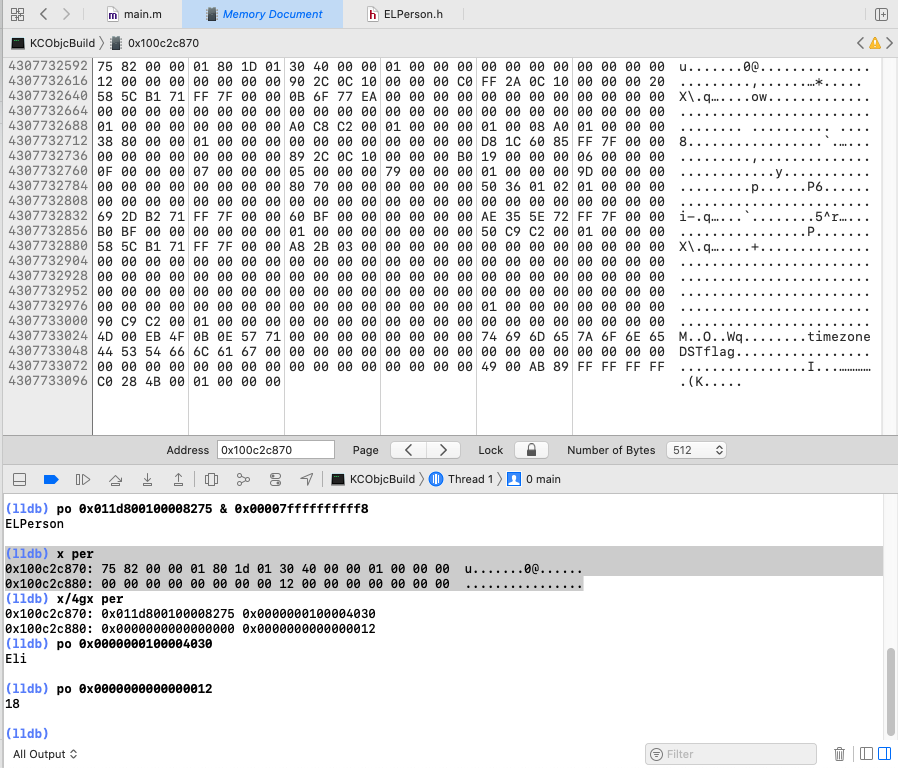 main.m Memory Document ELPerson.h
KCObjcBuild 0x100c2c870
4307732592 75 82 00 00 01 80 1D 01 30 40 00 00 01 00 00 00 00 00 00 00 00 00 00 00 u.......0@..............
4307732616 12 00 00 00 00 00 00 00 90 2C 0C 10 00 00 00 C0 FF 2A 0C 10 00 00 00 20 .........,......…*.....
4307732640 58 5C B1 71 FF 7F 00 00 0B 6F 77 EA 00 00 00 00 00 00 00 00 00 00 00 00 X\.q…....ow.............
4307732664 00 00 00 00 00 00 00 00 00 00 00 00 00 00 00 00 00 00 00 00 00 00 00 00 ........................
4307732688 01 00 00 00 00 00 00 00 A0 C8 C2 00 01 00 00 00 01 00 08 A0 01 00 00 00 ........ .......... ....
4307732712 38 80 00 00 01 00 00 00 00 00 00 00 00 00 00 00 D8 1C 60 85 FF 7F 00 00 8.................`.…...
4307732736 00 00 00 00 00 00 00 00 89 2C 0C 10 00 00 00 B0 19 00 00 00 06 00 00 00 .........,..............
4307732760 0F 00 00 00 07 00 00 00 05 00 00 00 79 00 00 00 01 00 00 00 9D 00 00 00 ............y...........
4307732784 00 00 00 00 00 00 00 00 80 70 00 00 00 00 00 00 50 36 01 02 01 00 00 00 .........p......P6......
4307732808 00 00 00 00 00 00 00 00 00 00 00 00 00 00 00 00 00 00 00 00 00 00 00 00 ........................
4307732832 69 2D B2 71 FF 7F 00 00 60 BF 00 00 00 00 00 00 AE 35 5E 72 FF 7F 00 00 i-.q…...`........5^r…...
4307732856 B0 BF 00 00 00 00 00 00 01 00 00 00 00 00 00 00 50 C9 C2 00 01 00 00 00 ................P.......
4307732880 58 5C B1 71 FF 7F 00 00 A8 2B 03 00 00 00 00 00 00 00 00 00 00 00 00 00 X\.q…....+..............
4307732904 00 00 00 00 00 00 00 00 00 00 00 00 00 00 00 00 00 00 00 00 00 00 00 00 ........................
4307732928 00 00 00 00 00 00 00 00 00 00 00 00 00 00 00 00 00 00 00 00 00 00 00 00 ........................
4307732952 00 00 00 00 00 00 00 00 00 00 00 00 00 00 00 00 00 00 00 00 00 00 00 00 ........................
4307732976 00 00 00 00 00 00 00 00 00 00 00 00 00 00 00 00 01 00 00 00 00 00 00 00 ........................
4307733000 90 C9 C2 00 01 00 00 00 00 00 00 00 00 00 00 00 00 00 00 00 00 00 00 00 ........................
4307733024 4D 00 EB 4F 0B 0E 57 71 00 00 00 00 00 00 00 00 74 69 6D 65 7A 6F 6E 65 M..O..Wq........timezone
4307733048 44 53 54 66 6C 61 67 00 00 00 00 00 00 00 00 00 00 00 00 00 00 00 00 00 DSTflag.................
4307733072 00 00 00 00 00 00 00 00 00 00 00 00 00 00 00 00 49 00 AB 89 FF FF FF FF ................I...…………
4307733096 C0 28 4B 00 01 00 00 00 .(K.....
Address 0x100c2c870 Page Lock Number of Bytes 512
KCObjcBuild Thread 1 0 main
(lldb) po 0x011d800100008275 & 0x00007ffffffffff8
ELPerson
(lldb) x per
0x100c2c870: 75 82 00 00 01 80 1d 01 30 40 00 00 01 00 00 00 u.......0@......
0x100c2c880: 00 00 00 00 00 00 00 00 12 00 00 00 00 00 00 00 ................
(lldb) x/4gx per
0x100c2c870: 0x011d800100008275 0x0000000100004030
0x100c2c880: 0x0000000000000000 0x0000000000000012
(lldb) po 0x0000000100004030
Eli
(lldb) po 0x0000000000000012
18
(lldb)
All Output Filter